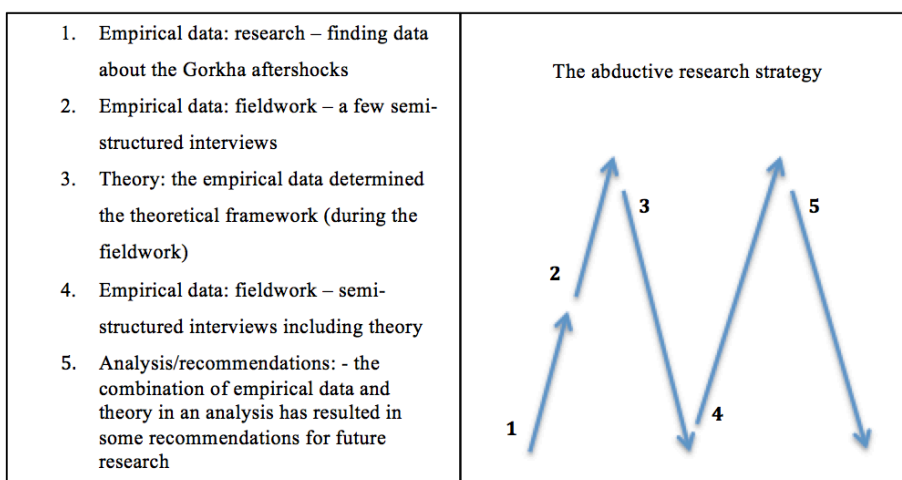 1. Empirical data: research – finding data
about the Gorkha aftershocks
2. Empirical data: fieldwork – a few semi-
structured interviews
3. Theory: the empirical data determined
the theoretical framework (during the
fieldwork)
4. Empirical data: fieldwork – semi-
structured interviews including theory
5. Analysis/recommendations: - the
combination of empirical data and
theory in an analysis has resulted in
some recommendations for future
research
The abductive research strategy
1
2
3
4
5